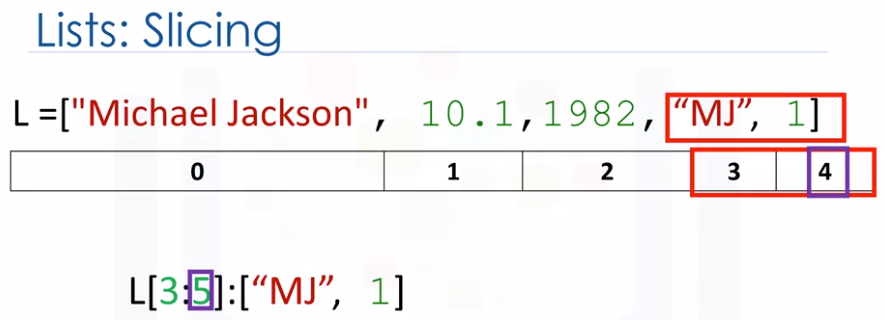 Lists: Slicing
L =["Michael Jackson", 10.1,1982, “MJ”, 1]
0 1 2 3 4
L[3:5]:[“MJ”, 1]